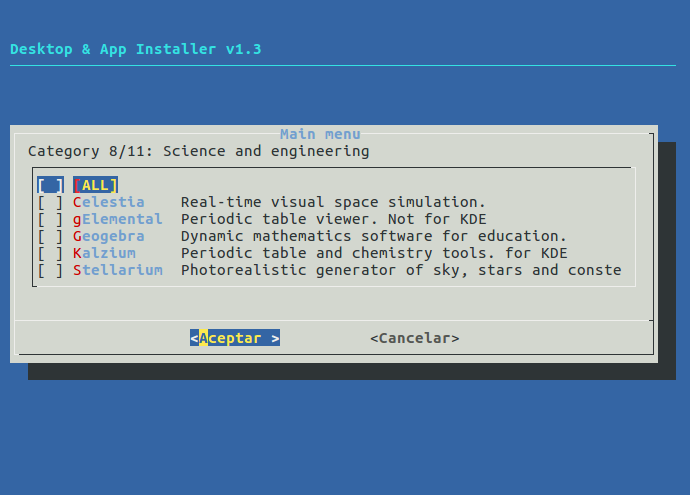 Desktop & App Installer v1.3
Main menu
Category 8/11: Science and engineering
[ ] [ALL]
[ ] Celestia Real-time visual space simulation.
[ ] gElemental Periodic table viewer. Not for KDE
[ ] Geogebra Dynamic mathematics software for education.
[ ] Kalzium Periodic table and chemistry tools. for KDE
[ ] Stellarium Photorealistic generator of sky, stars and conste
<Aceptar > <Cancelar>